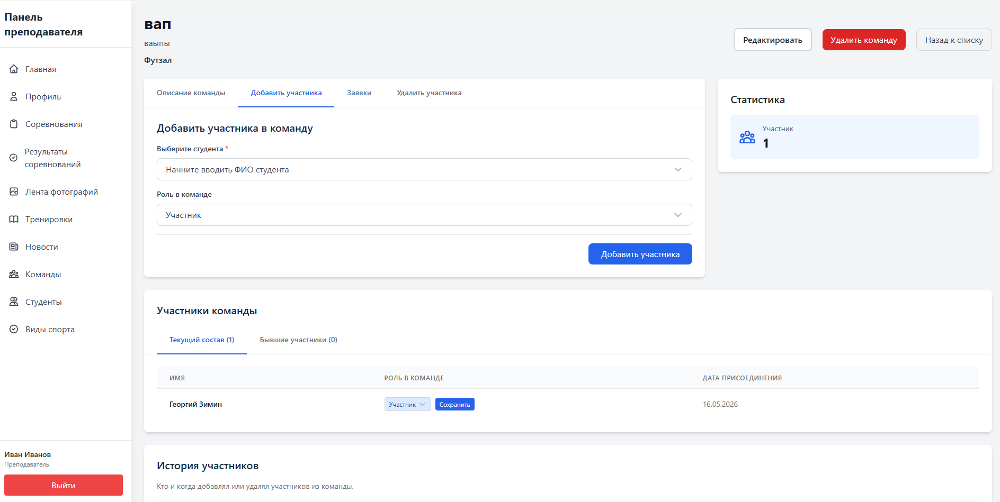 Панель
преподавателя
Главная
Профиль
Соревнования
Результаты
соревнований
Лента фотографий
Тренировки
Новости
Команды
Студенты
Виды спорта
Иван Иванов
Преподаватель
Выйти
вап
ваыпы
Футзал
Редактировать
Удалить команду
Назад к списку
Описание команды
Добавить участника
Заявки
Удалить участника
Добавить участника в команду
Выберите студента *
Начните вводить ФИО студента
Роль в команде
Участник
Добавить участника
Статистика
Участник
1
Участники команды
Текущий состав (1)
Бывшие участники (0)
ИМЯ
РОЛЬ В КОМАНДЕ
ДАТА ПРИСОЕДИНЕНИЯ
Георгий Зимин
Участник
Сохранить
16.05.2026
История участников
Кто и когда добавлял или удалял участников из команды.